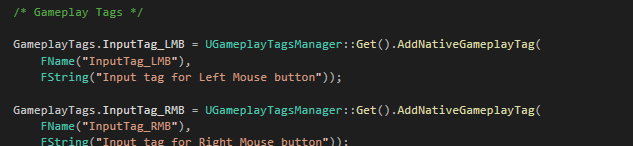 /* Gameplay Tags */
GameplayTags.InputTag_LMB = UGameplayTagsManager::Get().AddNativeGameplayTag(
FName("InputTag_LMB"),
FString("Input tag for Left Mouse button"));
GameplayTags.InputTag_RMB = UGameplayTagsManager::Get().AddNativeGameplayTag(
FName("InputTag_RMB"),
FString("Input tag for Right Mouse button"));